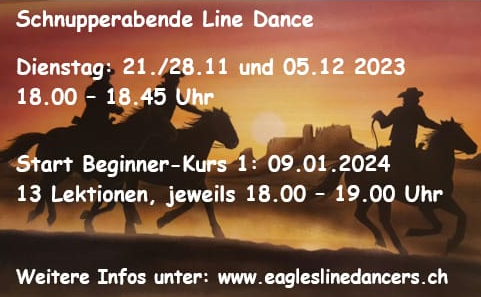 Schnupperabende Line Dance
Dienstag: 21./28.11 und 05.12 2023
18.00 – 18.45 Uhr
Start Beginner-Kurs 1: 09.01.2024
13 Lektionen, jeweils 18.00 – 19.00 Uhr
Weitere Infos unter: www.eagleslinedancers.ch